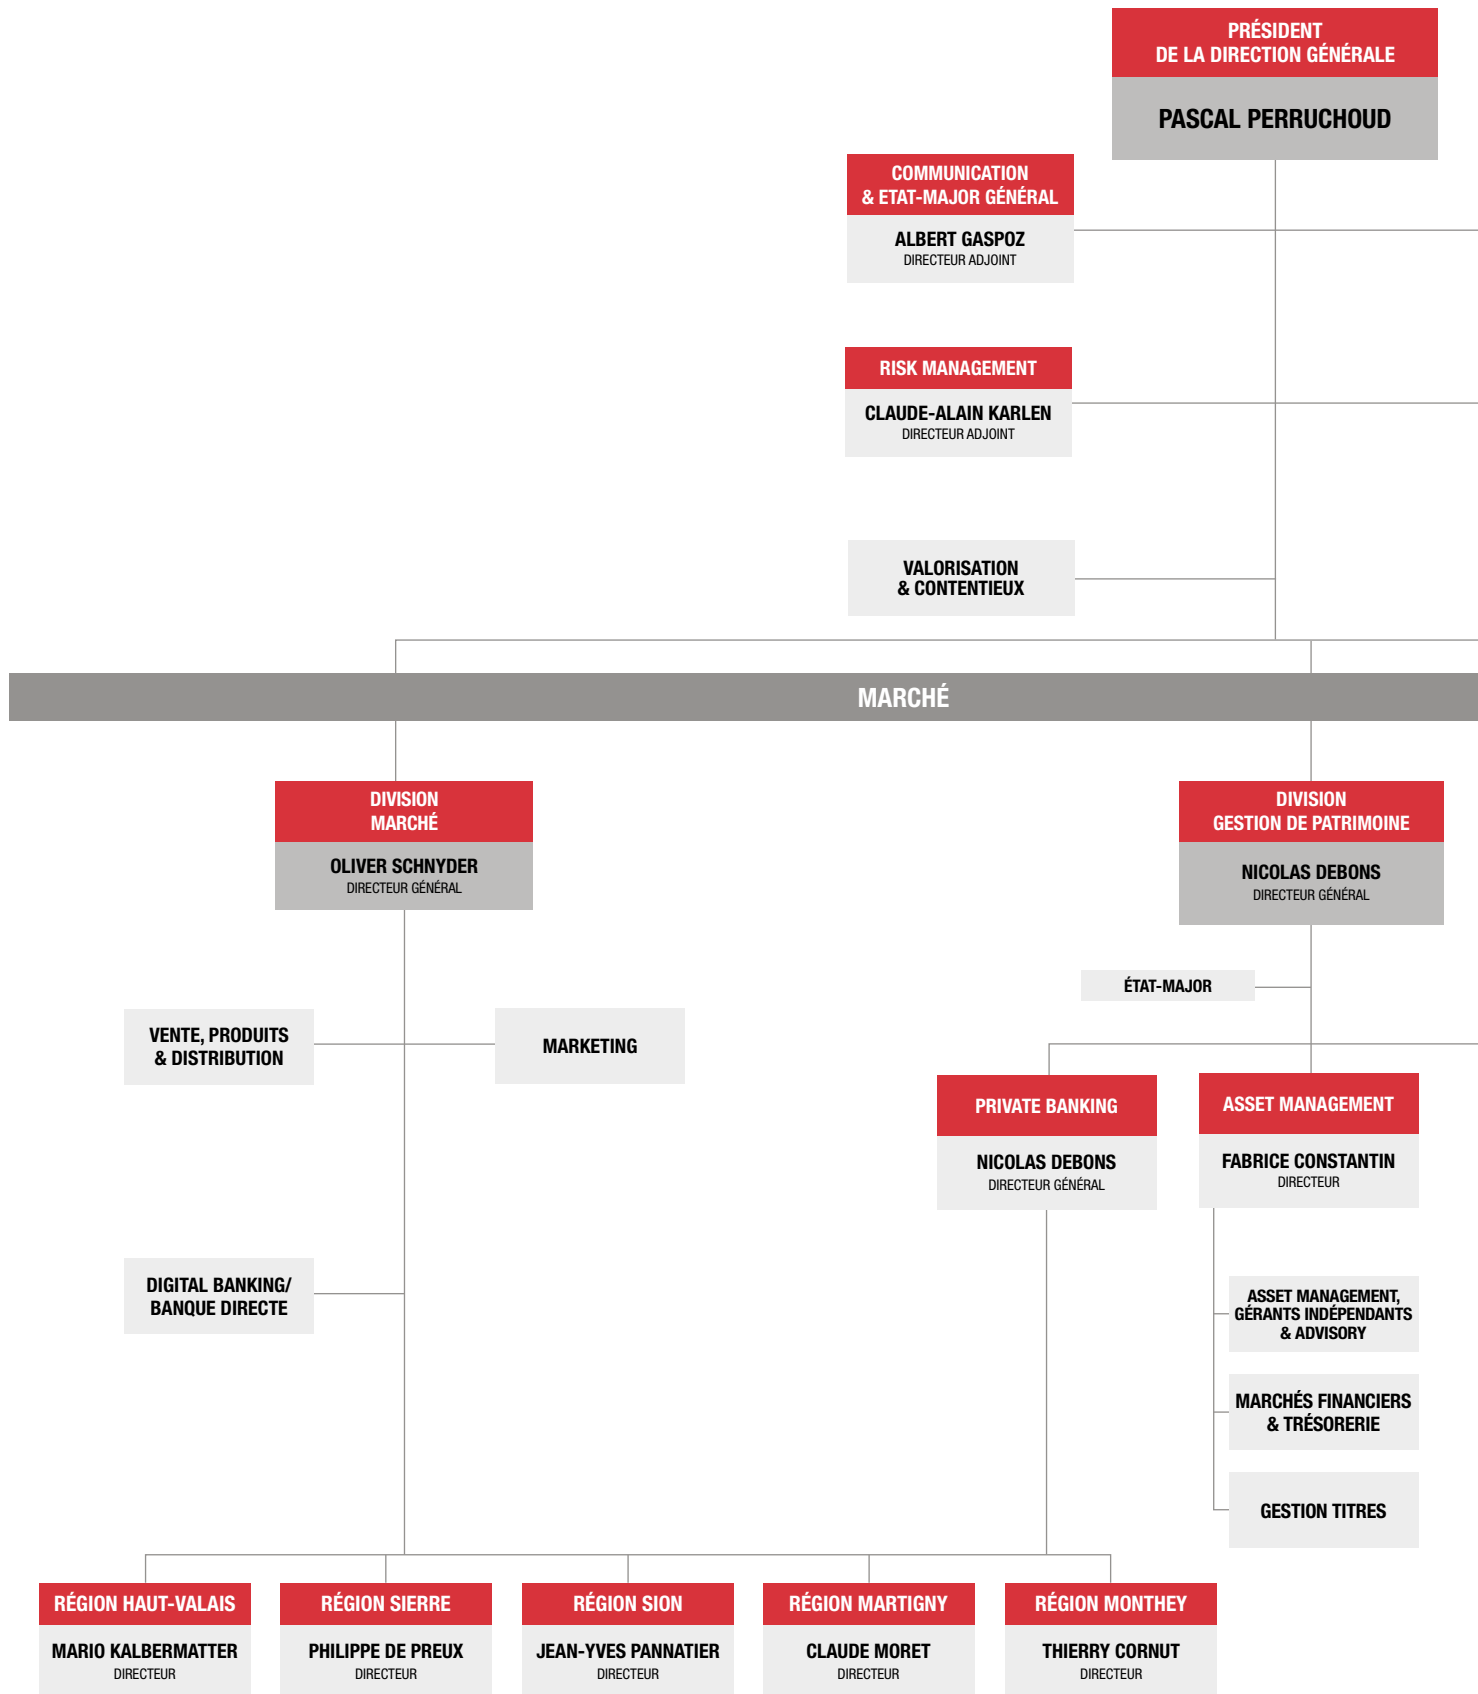 PRÉSIDENT
DE LA DIRECTION GÉNÉRALE
PASCAL PERRUCHOUD
COMMUNICATION
& ETAT-MAJOR GÉNÉRAL
ALBERT GASPOZ
DIRECTEUR ADJOINT
RISK MANAGEMENT
CLAUDE-ALAIN KARLEN
DIRECTEUR ADJOINT
VALORISATION
& CONTENTIEUX
MARCHÉ
DIVISION
MARCHÉ
OLIVER SCHNYDER
DIRECTEUR GÉNÉRAL
DIVISION
GESTION DE PATRIMOINE
NICOLAS DEBONS
DIRECTEUR GÉNÉRAL
ÉTAT-MAJOR
VENTE, PRODUITS
& DISTRIBUTION
MARKETING
PRIVATE BANKING
NICOLAS DEBONS
DIRECTEUR GÉNÉRAL
ASSET MANAGEMENT
FABRICE CONSTANTIN
DIRECTEUR
DIGITAL BANKING/
BANQUE DIRECTE
ASSET MANAGEMENT,
GÉRANTS INDÉPENDANTS
& ADVISORY
MARCHÉS FINANCIERS
& TRÉSORERIE
GESTION TITRES
RÉGION HAUT-VALAIS
MARIO KALBERMATTER
DIRECTEUR
RÉGION SIERRE
PHILIPPE DE PREUX
DIRECTEUR
RÉGION SION
JEAN-YVES PANNATIER
DIRECTEUR
RÉGION MARTIGNY
CLAUDE MORET
DIRECTEUR
RÉGION MONTHEY
THIERRY CORNUT
DIRECTEUR